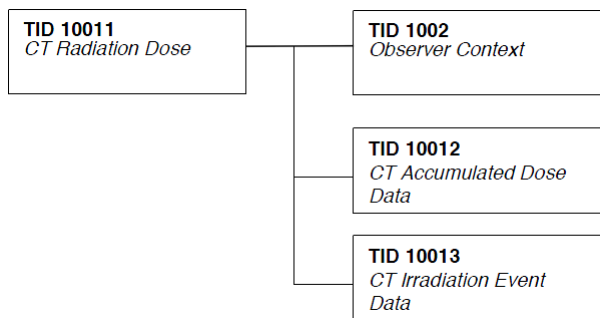 TID 10011
CT Radiation Dose
TID 1002
Observer Context
TID 10012
CT Accumulated Dose
Data
TID 10013
CT Irradiation Event
Data